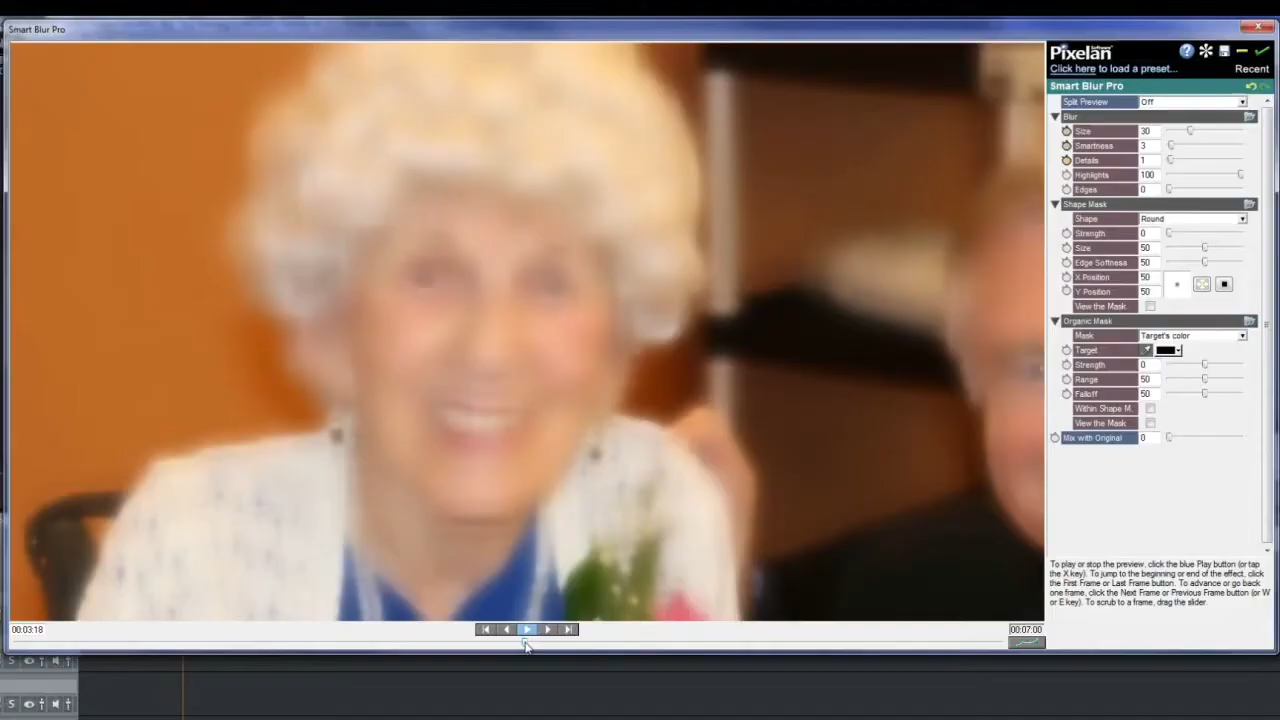 Smart Blur Pro
Pixelan Software
Click here to load a preset...
Recent
Smart Blur Pro
Split Preview Off
Blur
Size 30
Smartness 3
Details 1
Highlights 100
Edges 0
Shape Mask
Shape Round
Strength 0
Size 50
Edge Softness 50
X Position 50
Y Position 50
View the Mask
Organic Mask
Mask Target's color
Target
Strength 0
Range 50
Falloff 50
Within Shape M.
View the Mask
Mix with Original 0
To play or stop the preview, click the blue Play button (or tap
the X key). To jump to the beginning or end of the effect, click
the First Frame or Last Frame button. To advance or go back
one frame, click the Next Frame or Previous Frame button (or W
or E key). To scrub to a frame, drag the slider.
00:03:18
00:07:00
S
S